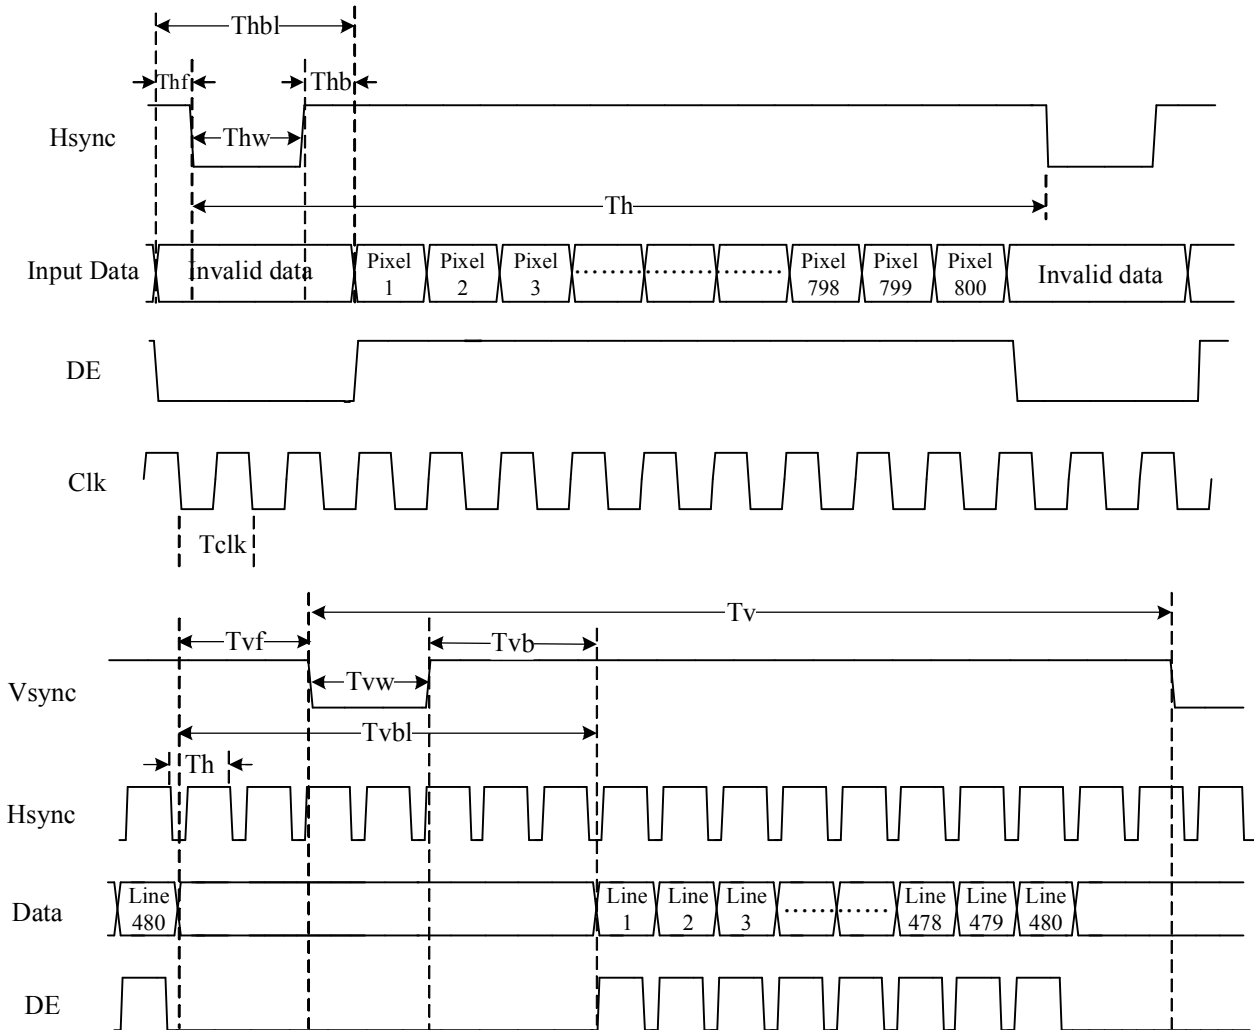 Thbl
Thf
Thb
Hsync
Thw
Th
Input Data
Invalid data
Pixel
1
Pixel
2
Pixel
3
Pixel
798
Pixel
799
Pixel
800
Invalid data
DE
Clk
Tclk
Tv
Tvf
Tvb
Vsync
Tvw
Tvbl
Th
Hsync
Data
Line
480
Line
1
Line
2
Line
3
Line
478
Line
479
Line
480
DE